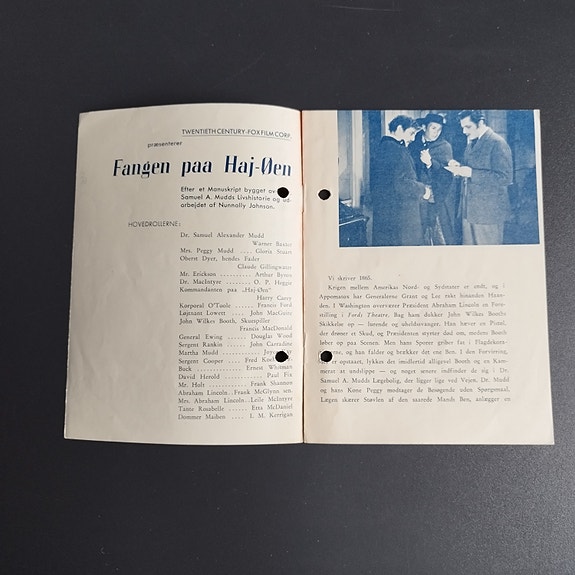 TWENTIETH CENTURY-FOX FILM CORP.
præsenterer
Fangen paa Haj-Øen
Efter et Manuskript bygget over
Samuel A. Mudds Livshistorie og ud-
arbejdet af Nunnolly Johnson.
HOVEDROLLERNE:
Dr. Samuel Alexander Mudd
Warner Baxter
Mrs. Peggy Mudd .... Gloria Stuart
Oberst Dyer, hendes Fader
Claude Gillingwater
Mr. Erickson .......... Arthur Byron
Dr. MacIntyre ....... O. P. Heggie
Kommandanten paa „Haj-Øen"
Harry Carey
Korporal O'Toole ..... Francis Ford
Løjtnant Lowett .... John McGuire
John Wilkes Booth, Skuespiller
Francis MacDonald
General Ewing ..... Douglas Wood
Sergent Rankin ... John Carradine
Martha Mudd
Sergent Cooper .... Fred
Buck ............ Ernest Whitman
David Herold ........ Paul Fix
Mr. Holt ........ Frank Shannon
Abraham Lincoln.. Frank McGlynn sen.
Mrs. Abraham Lincoln..Leile McIntyre
Tante Rosabelle ..... Etta McDaniel
Dommer Maiben .... I. M. Kerrigan
Vi skriver 1865.
Krigen mellem Amerikas Nord- og Sydstater er endt, og i
Appomatox har Generalerne Grant og Lee rakt hinanden Haan-
den. I Washington overværer Præsident Abraham Lincoln en Fore-
stilling i Fords Theatre. Bag ham dukker John Wilkes Booths
Skikkelse op — lurende og uheldsvanger. Han hæver en Pistol,
der drøner et Skud, og Præsidenten styrter død om, medens Booth
løber op paa Scenen. Men hans Sporer griber fat i Flagdekora-
tionerne, og han falder og brækker det ene Ben. I den Forvirring,
der er opstaaet, lykkes det imidlertid alligevel Booth og en Kam-
merat at undslippe — og noget senere indfinder de sig i Dr.
Samuel A. Mudds Lægebolig, der ligger lige ved Vejen. Dr. Mudd
og hans Kone Peggy modtager de Besøgende uden Spørgsmaal,
Lægen skærer Støvlen af den saarede Mands Ben, anlægger en